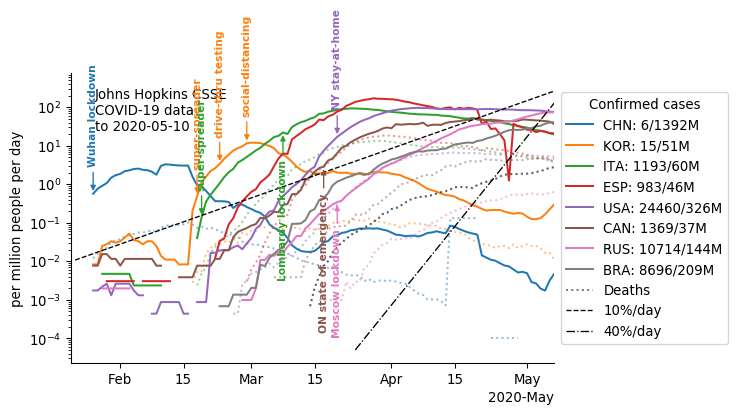 Johns Hopkins CSSE
COVID-19 data
to 2020-05-10
Wuhan lockdown
super-spreader
super-spreader
drive-thru testing
social-distancing
Lombardy lockdown
ON state of emergency
NY stay-at-home
Moscow lockdown
per million people per day
10²
10¹
10⁰
10⁻¹
10⁻²
10⁻³
10⁻⁴
Feb 15 Mar 15 Apr 15 May
2020-May
Confirmed cases
CHN: 6/1392M
KOR: 15/51M
ITA: 1193/60M
ESP: 983/46M
USA: 24460/326M
CAN: 1369/37M
RUS: 10714/144M
BRA: 8696/209M
Deaths
10%/day
40%/day